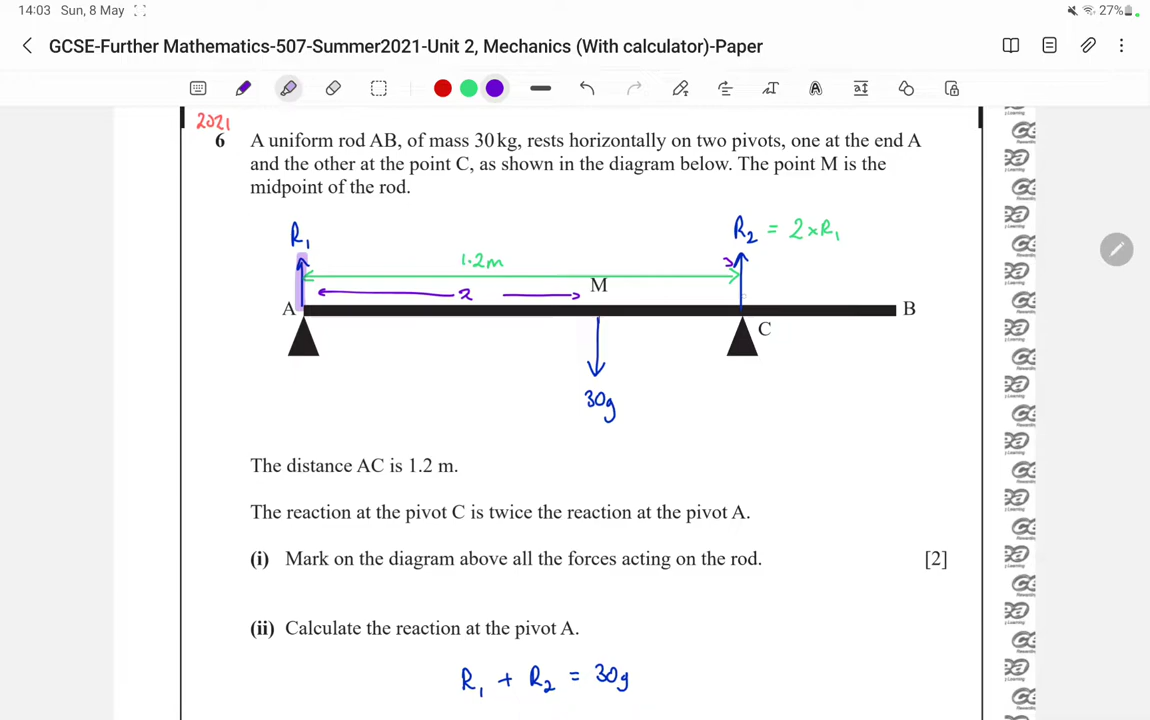 14:03 Sun, 8 May
27%
GCSE-Further Mathematics-507-Summer2021-Unit 2, Mechanics (With calculator)-Paper
2021
6 A uniform rod AB, of mass 30 kg, rests horizontally on two pivots, one at the end A
and the other at the point C, as shown in the diagram below. The point M is the
midpoint of the rod.
R₁
R₂ = 2 × R₁
1.2m
M
A
B
C
30g
The distance AC is 1.2 m.
The reaction at the pivot C is twice the reaction at the pivot A.
(i) Mark on the diagram above all the forces acting on the rod. [2]
(ii) Calculate the reaction at the pivot A.
R₁ + R₂ = 30g